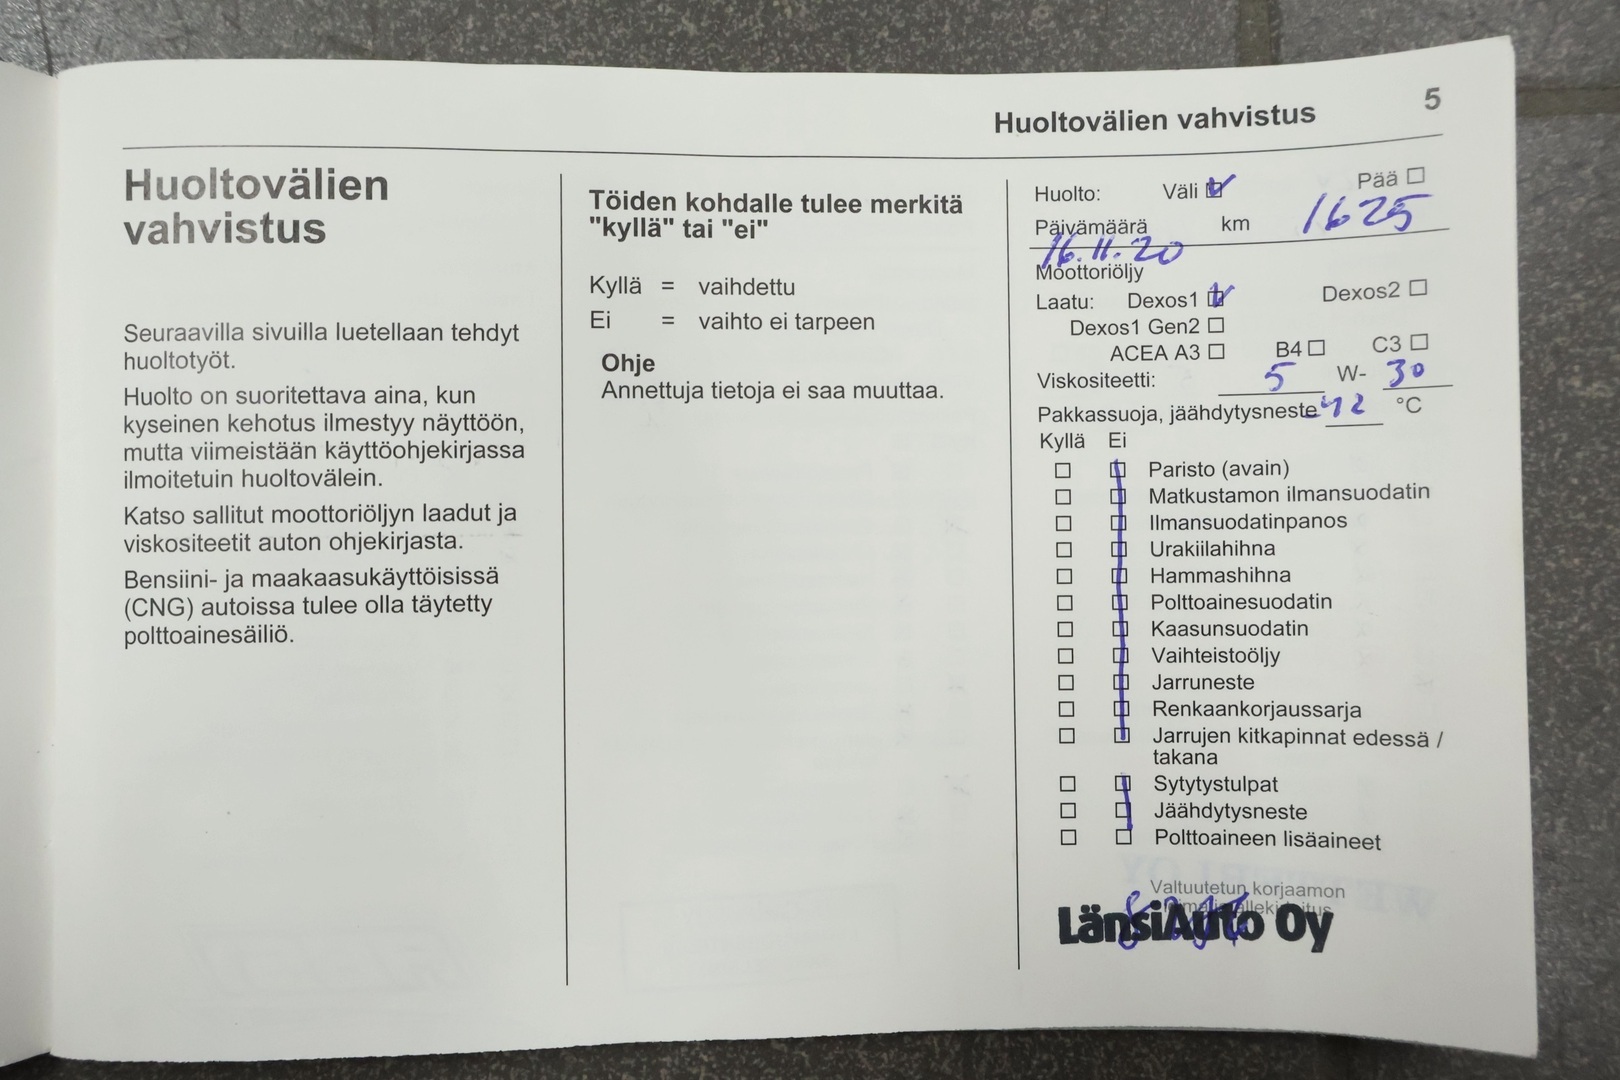 Huoltovälien vahvistus 5
Huoltovälien
vahvistus
Seuraavilla sivuilla luetellaan tehdyt
huoltotyöt.
Huolto on suoritettava aina, kun
kyseinen kehotus ilmestyy näyttöön,
mutta viimeistään käyttöohjekirjassa
ilmoitetuin huoltovälein.
Katso sallitut moottoriöljyn laadut ja
viskositeetit auton ohjekirjasta.
Bensiini- ja maakaasukäyttöisissä
(CNG) autoissa tulee olla täytetty
polttoainesäiliö.
Töiden kohdalle tulee merkitä
"kyllä" tai "ei"
Kyllä = vaihdettu
Ei = vaihto ei tarpeen
Ohje
Annettuja tietoja ei saa muuttaa.
Huolto: Väli Pää
Päivämäärä km 1625
16.11.20
Moottoriöljy
Laatu: Dexos1 Dexos2
Dexos1 Gen2
ACEA A3 B4 C3
Viskositeetti: 5 W- 30
Pakkassuoja, jäähdytysneste °C
Kyllä Ei
Paristo (avain)
Matkustamon ilmansuodatin
Ilmansuodatinpanos
Urakiilahihna
Hammashihna
Polttoainesuodatin
Kaasunsuodatin
Vaihteistoöljy
Jarruneste
Renkaankorjaussarja
Jarrujen kitkapinnat edessä /
takana
Sytytystulpat
Jäähdytysneste
Polttoaineen lisäaineet
Valtuutetun korjaamon
LänsiAuto Oy